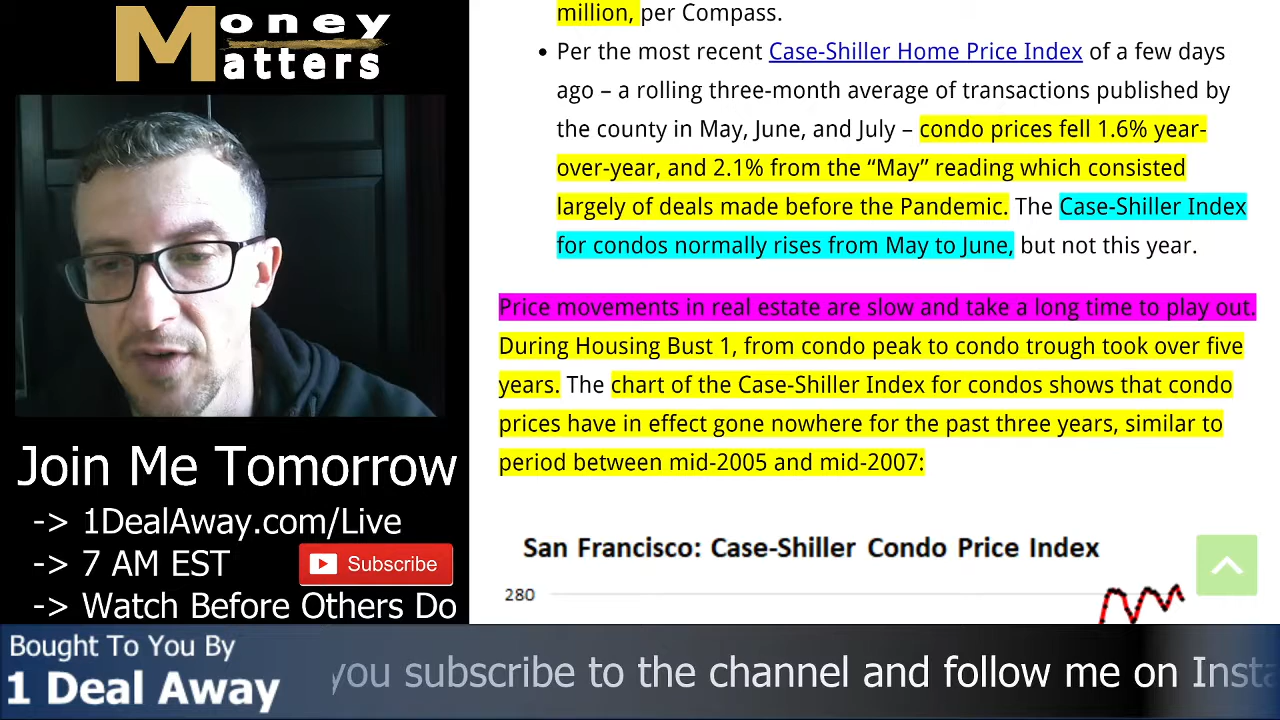 Money
Matters
million, per Compass.
• Per the most recent Case-Shiller Home Price Index of a few days
ago – a rolling three-month average of transactions published by
the county in May, June, and July – condo prices fell 1.6% year-
over-year, and 2.1% from the “May” reading which consisted
largely of deals made before the Pandemic. The Case-Shiller Index
for condos normally rises from May to June, but not this year.
Price movements in real estate are slow and take a long time to play out.
During Housing Bust 1, from condo peak to condo trough took over five
years. The chart of the Case-Shiller Index for condos shows that condo
prices have in effect gone nowhere for the past three years, similar to
period between mid-2005 and mid-2007:
San Francisco: Case-Shiller Condo Price Index
280
Join Me Tomorrow
-> 1DealAway.com/Live
-> 7 AM EST
Subscribe
-> Watch Before Others Do
Bought To You By
1 Deal Away
you subscribe to the channel and follow me on Insta